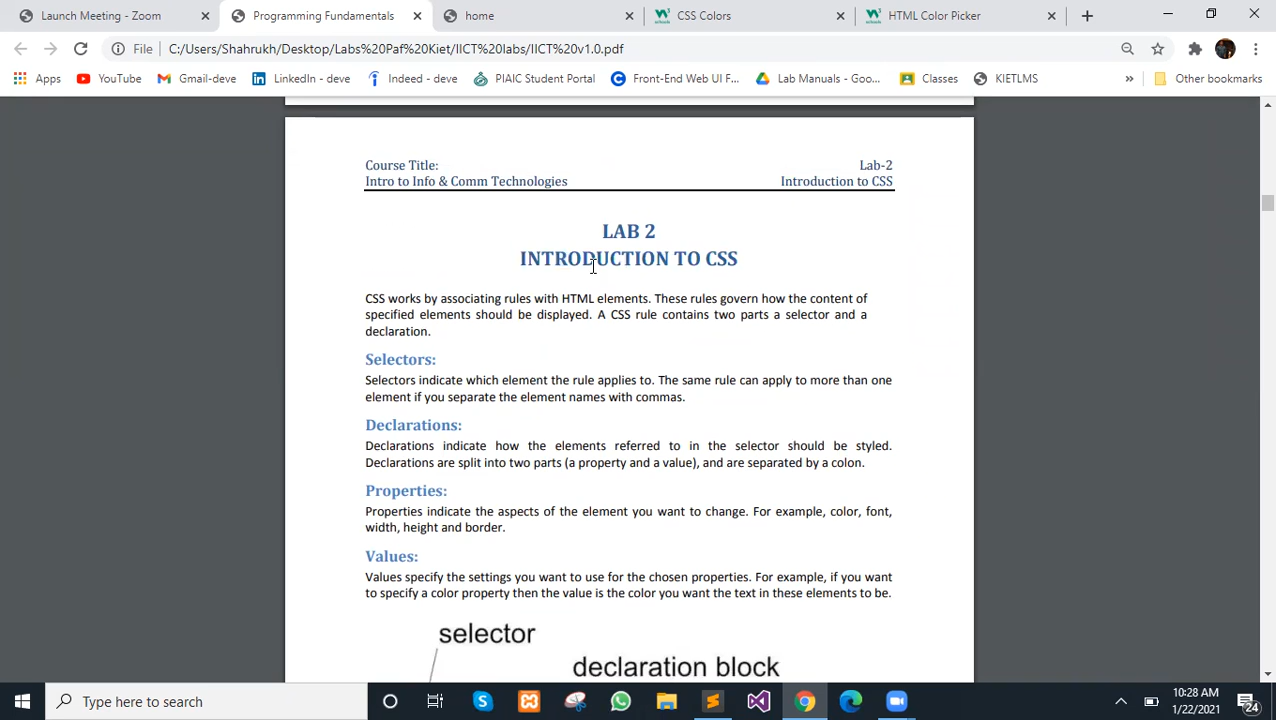 Launch Meeting - Zoom
Programming Fundamentals
home
CSS Colors
HTML Color Picker
File
C:/Users/Shahrukh/Desktop/Labs%20Paf%20Kiet/IICT%20labs/IICT%20v1.0.pdf
Apps
YouTube
Gmail-deve
LinkedIn - deve
Indeed - deve
PIAIC Student Portal
Front-End Web UI F...
Lab Manuals - Goo...
Classes
KIETLMS
»
Other bookmarks
Course Title:
Lab-2
Intro to Info & Comm Technologies
Introduction to CSS
LAB 2
INTRODUCTION TO CSS
CSS works by associating rules with HTML elements. These rules govern how the content of
specified elements should be displayed. A CSS rule contains two parts a selector and a
declaration.
Selectors:
Selectors indicate which element the rule applies to. The same rule can apply to more than one
element if you separate the element names with commas.
Declarations:
Declarations indicate how the elements referred to in the selector should be styled.
Declarations are split into two parts (a property and a value), and are separated by a colon.
Properties:
Properties indicate the aspects of the element you want to change. For example, color, font,
width, height and border.
Values:
Values specify the settings you want to use for the chosen properties. For example, if you want
to specify a color property then the value is the color you want the text in these elements to be.
selector
declaration block
Type here to search
10:28 AM
1/22/2021
24